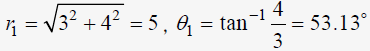 r₁ = √(3² + 4²) = 5 , θ₁ = tan⁻¹ 4/3 = 53.13°